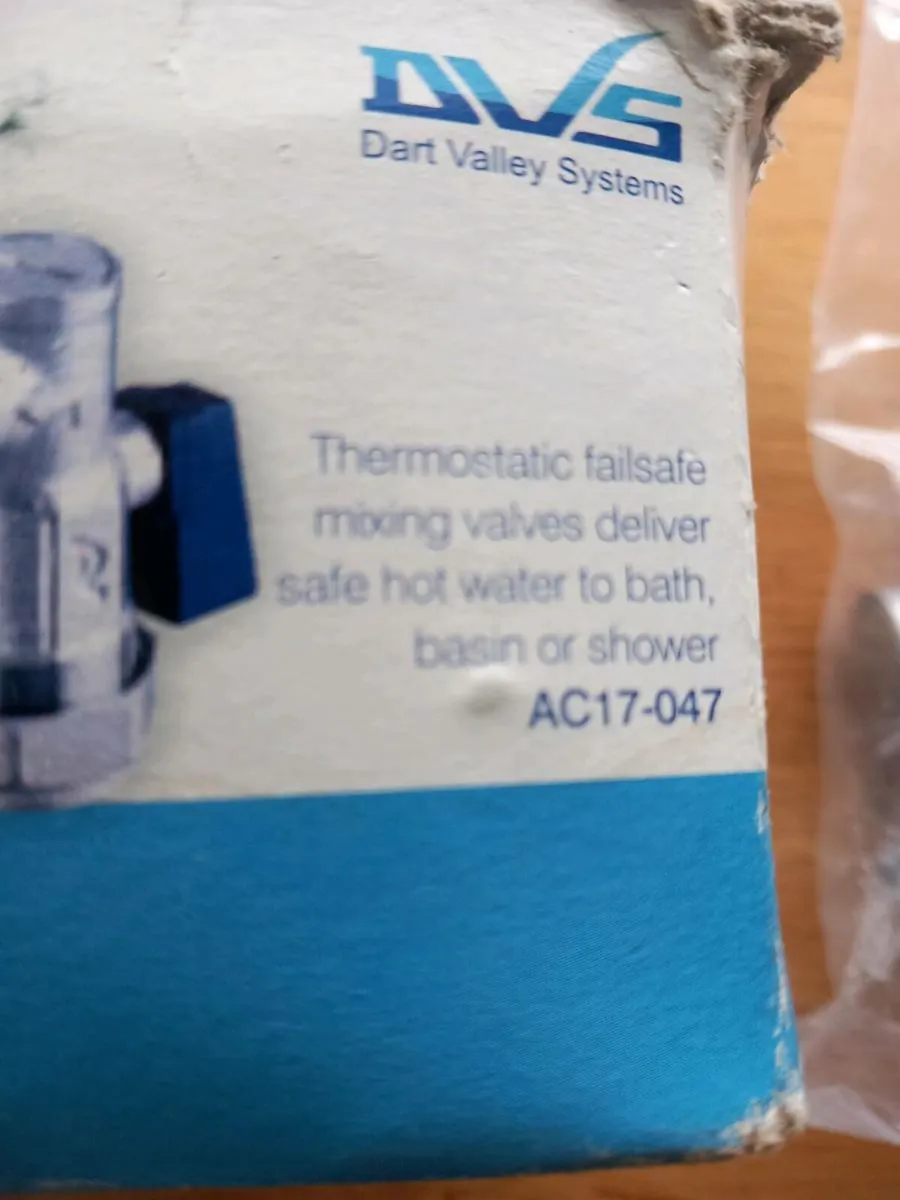 DVS
Dart Valley Systems
Thermostatic failsafe
mixing valves deliver
safe hot water to bath,
basin or shower
AC17-047